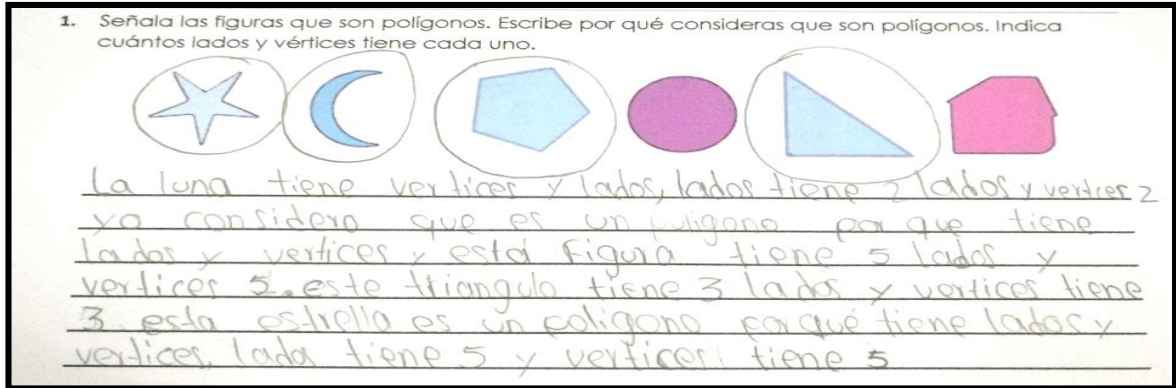 1. Señala las figuras que son polígonos. Escribe por qué consideras que son polígonos. Indica
cuántos lados y vértices tiene cada uno.
La luna tiene vertices y lados, lados tiene 2 lados y vertices 2
yo considero que es un puligono por que tiene
lados y vertices y esta figura tiene 5 lados y
vertices 5. este triangulo tiene 3 lados y vertices tiene
3 esta estrella es un poligono por qué tiene lados y
vertices, lados tiene 5 y vertices tiene 5